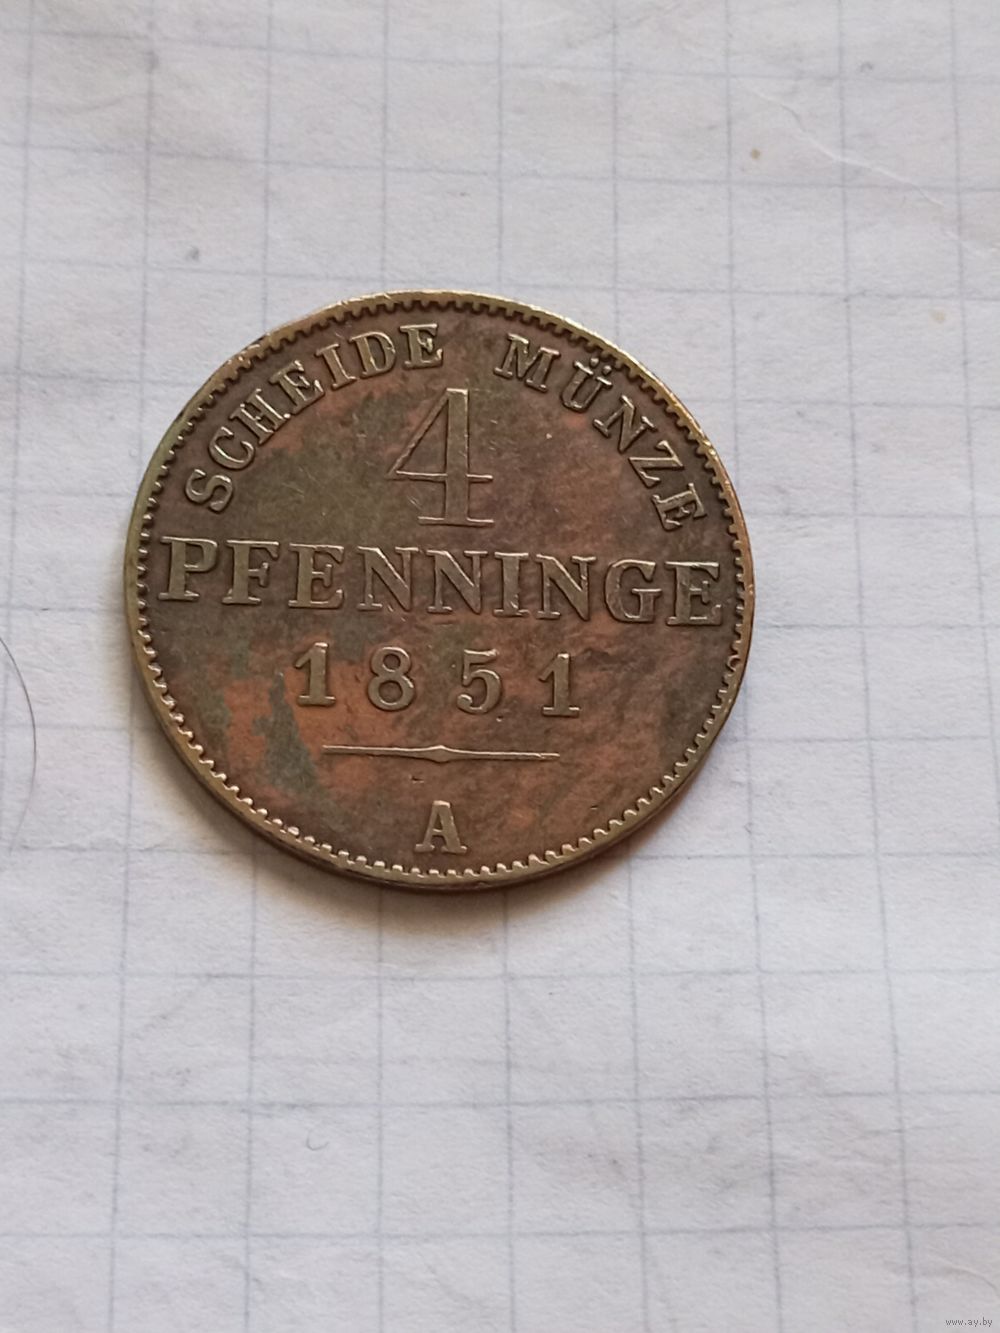 SCHEIDE MÜNZE
4
PFENNINGE
1851
A
www.ay.by